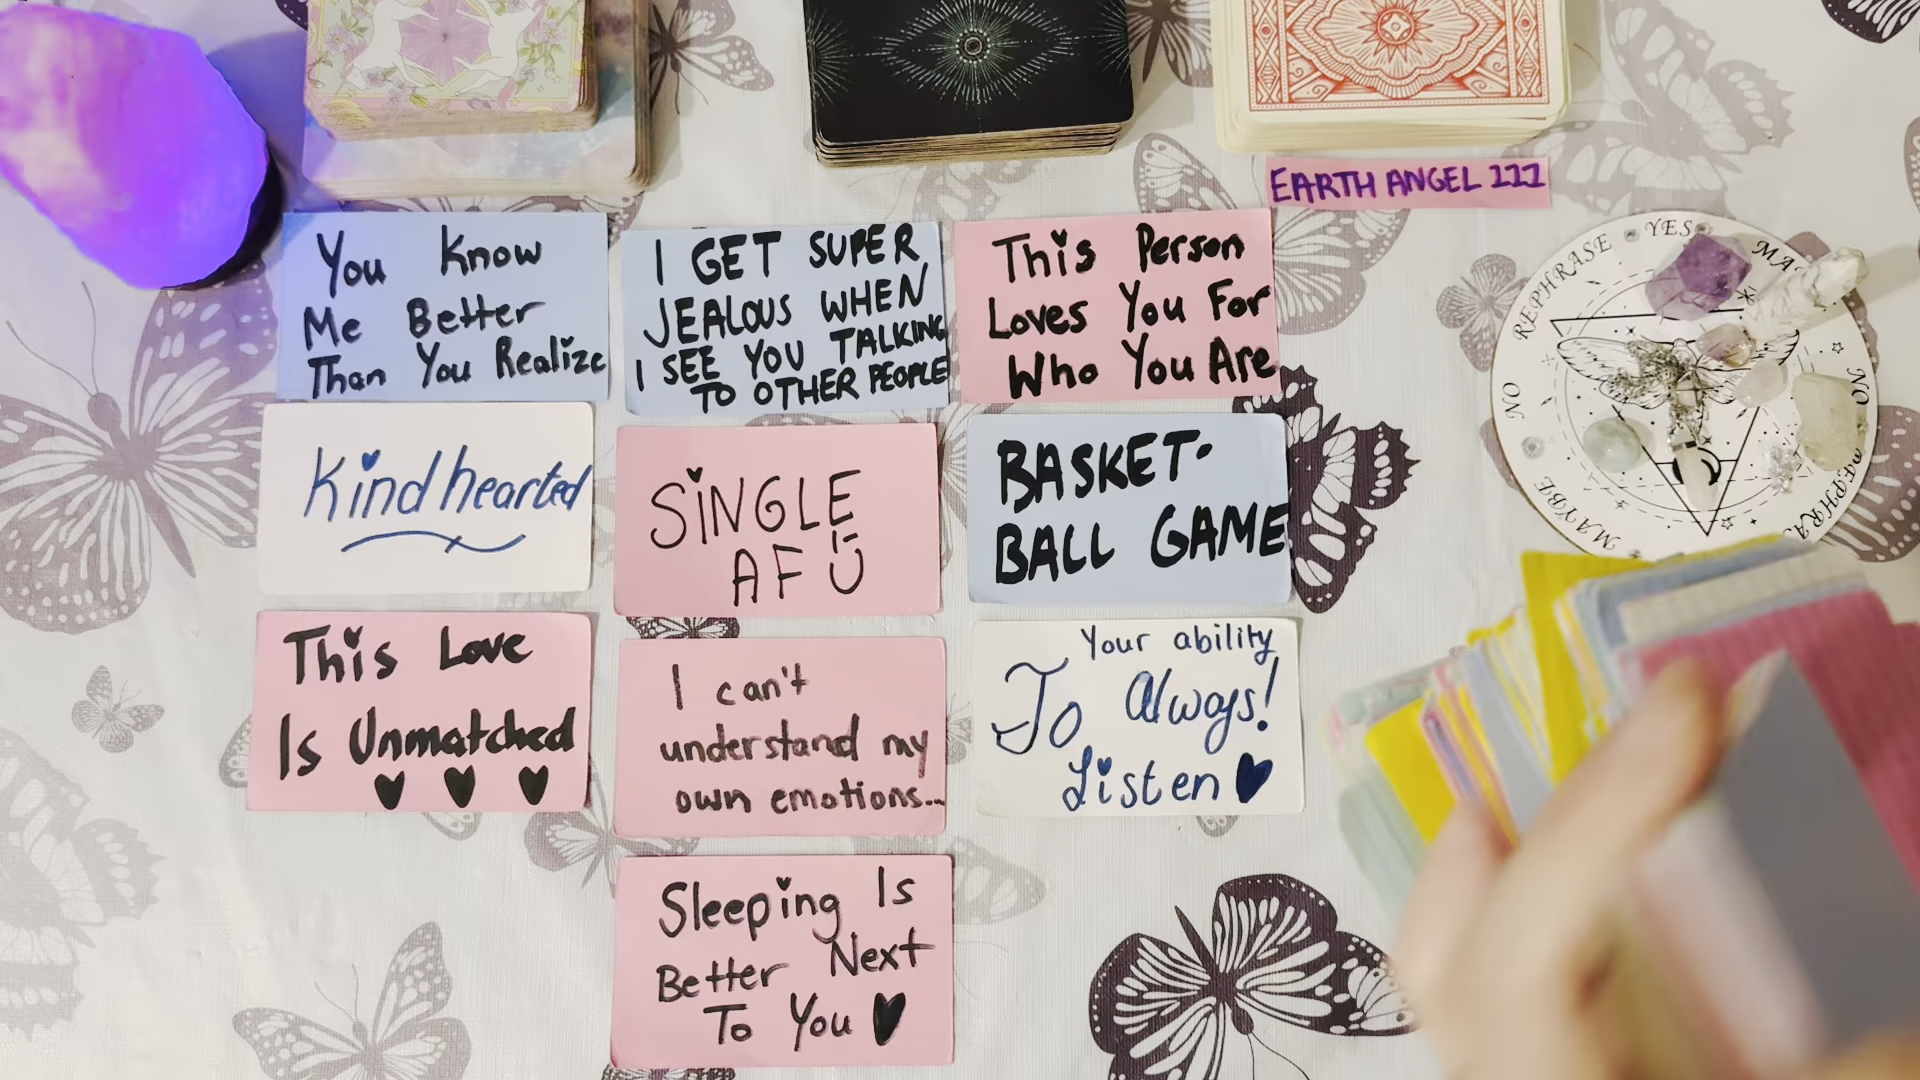 EARTH ANGEL 111
You Know
Me Better
Than You Realize
I GET SUPER
JEALOUS WHEN
I SEE YOU TALKING
TO OTHER PEOPLE
This Person
Loves You For
Who You Are
Kindhearted
SiNGLE
AF
BASKET-
BALL GAME
This Love
Is Unmatched
I can't
understand my
own emotions...
Your ability
To Always!
Listen
Sleeping Is
Better Next
To You
REPHRASE
YES
NO
MAYBE
NO